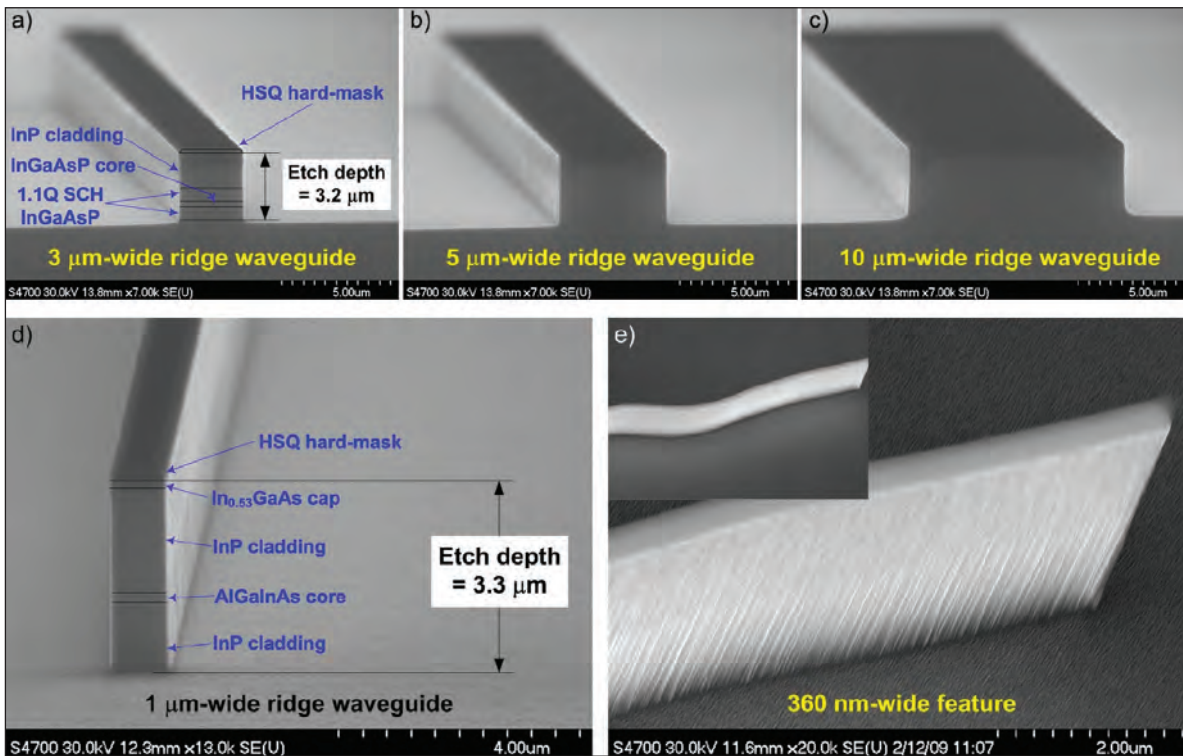 a)
HSQ hard-mask
InP cladding
InGaAsP core
1.1Q SCH
InGaAsP
Etch depth
= 3.2 μm
3 μm-wide ridge waveguide
S4700 30.0kV 13.8mm x7.00k SE(U)
5.00um
b)
5 μm-wide ridge waveguide
S4700 30.0kV 13.8mm x7.00k SE(U)
5.00um
c)
10 μm-wide ridge waveguide
S4700 30.0kV 13.8mm x7.00k SE(U)
5.00um
d)
HSQ hard-mask
In0.53GaAs cap
InP cladding
Etch depth
= 3.3 μm
AlGaInAs core
InP cladding
1 μm-wide ridge waveguide
S4700 30.0kV 12.3mm x13.0k SE(U)
4.00um
e)
360 nm-wide feature
S4700 30.0kV 11.6mm x20.0k SE(U) 2/12/09 11:07
2.00um